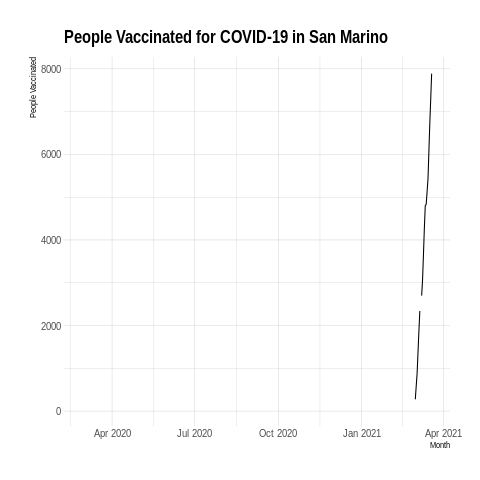 People Vaccinated for COVID-19 in San Marino
People Vaccinated
8000
6000
4000
2000
0
Apr 2020 Jul 2020 Oct 2020 Jan 2021 Apr 2021
Month